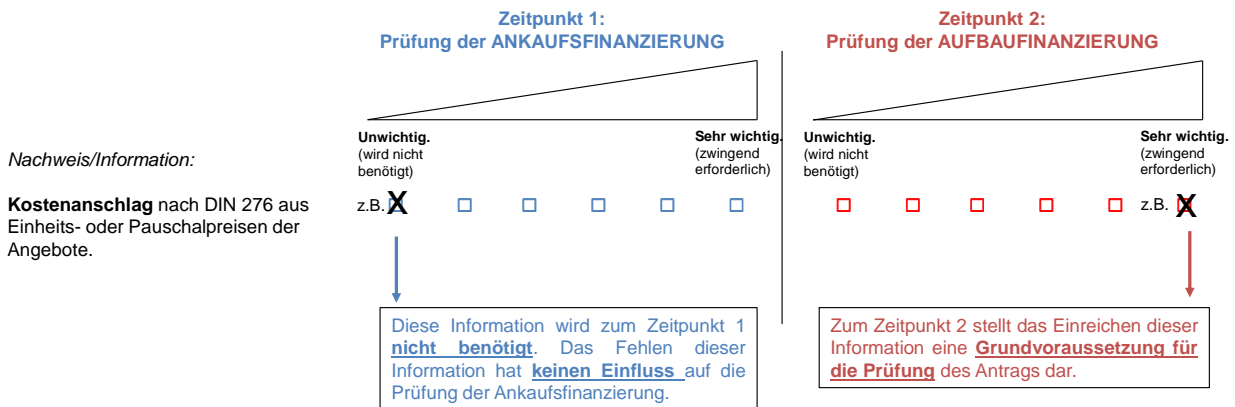 Zeitpunkt 1:
Prüfung der ANKAUFSFINANZIERUNG
Zeitpunkt 2:
Prüfung der AUFBAUFINANZIERUNG
Unwichtig.
(wird nicht
benötigt)
Sehr wichtig.
(zwingend
erforderlich)
Unwichtig.
(wird nicht
benötigt)
Sehr wichtig.
(zwingend
erforderlich)
Nachweis/Information:
Kostenanschlag nach DIN 276 aus
Einheits- oder Pauschalpreisen der
Angebote.
z.B. X
z.B. X
Diese Information wird zum Zeitpunkt 1
nicht benötigt. Das Fehlen dieser
Information hat keinen Einfluss auf die
Prüfung der Ankaufsfinanzierung.
Zum Zeitpunkt 2 stellt das Einreichen dieser
Information eine Grundvoraussetzung für
die Prüfung des Antrags dar.